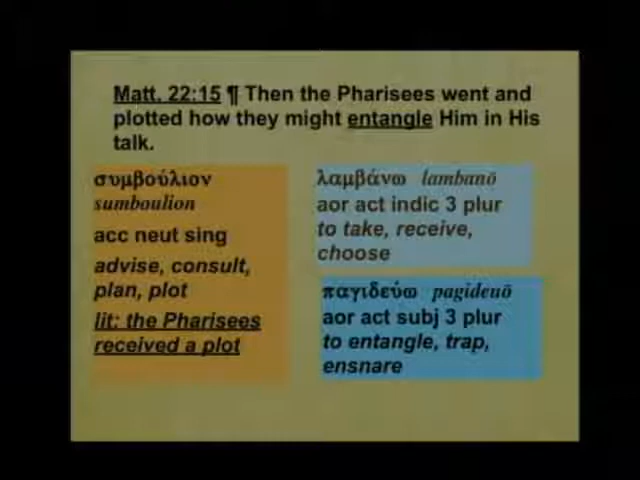 Matt. 22:15 ¶ Then the Pharisees went and
plotted how they might entangle Him in His
talk.
συμβούλιον
sumboulion
acc neut sing
advise, consult,
plan, plot
lit: the Pharisees
received a plot
λαμβάνω lambanō
aor act indic 3 plur
to take, receive,
choose
παγιδεύω pagideuō
aor act subj 3 plur
to entangle, trap,
ensnare